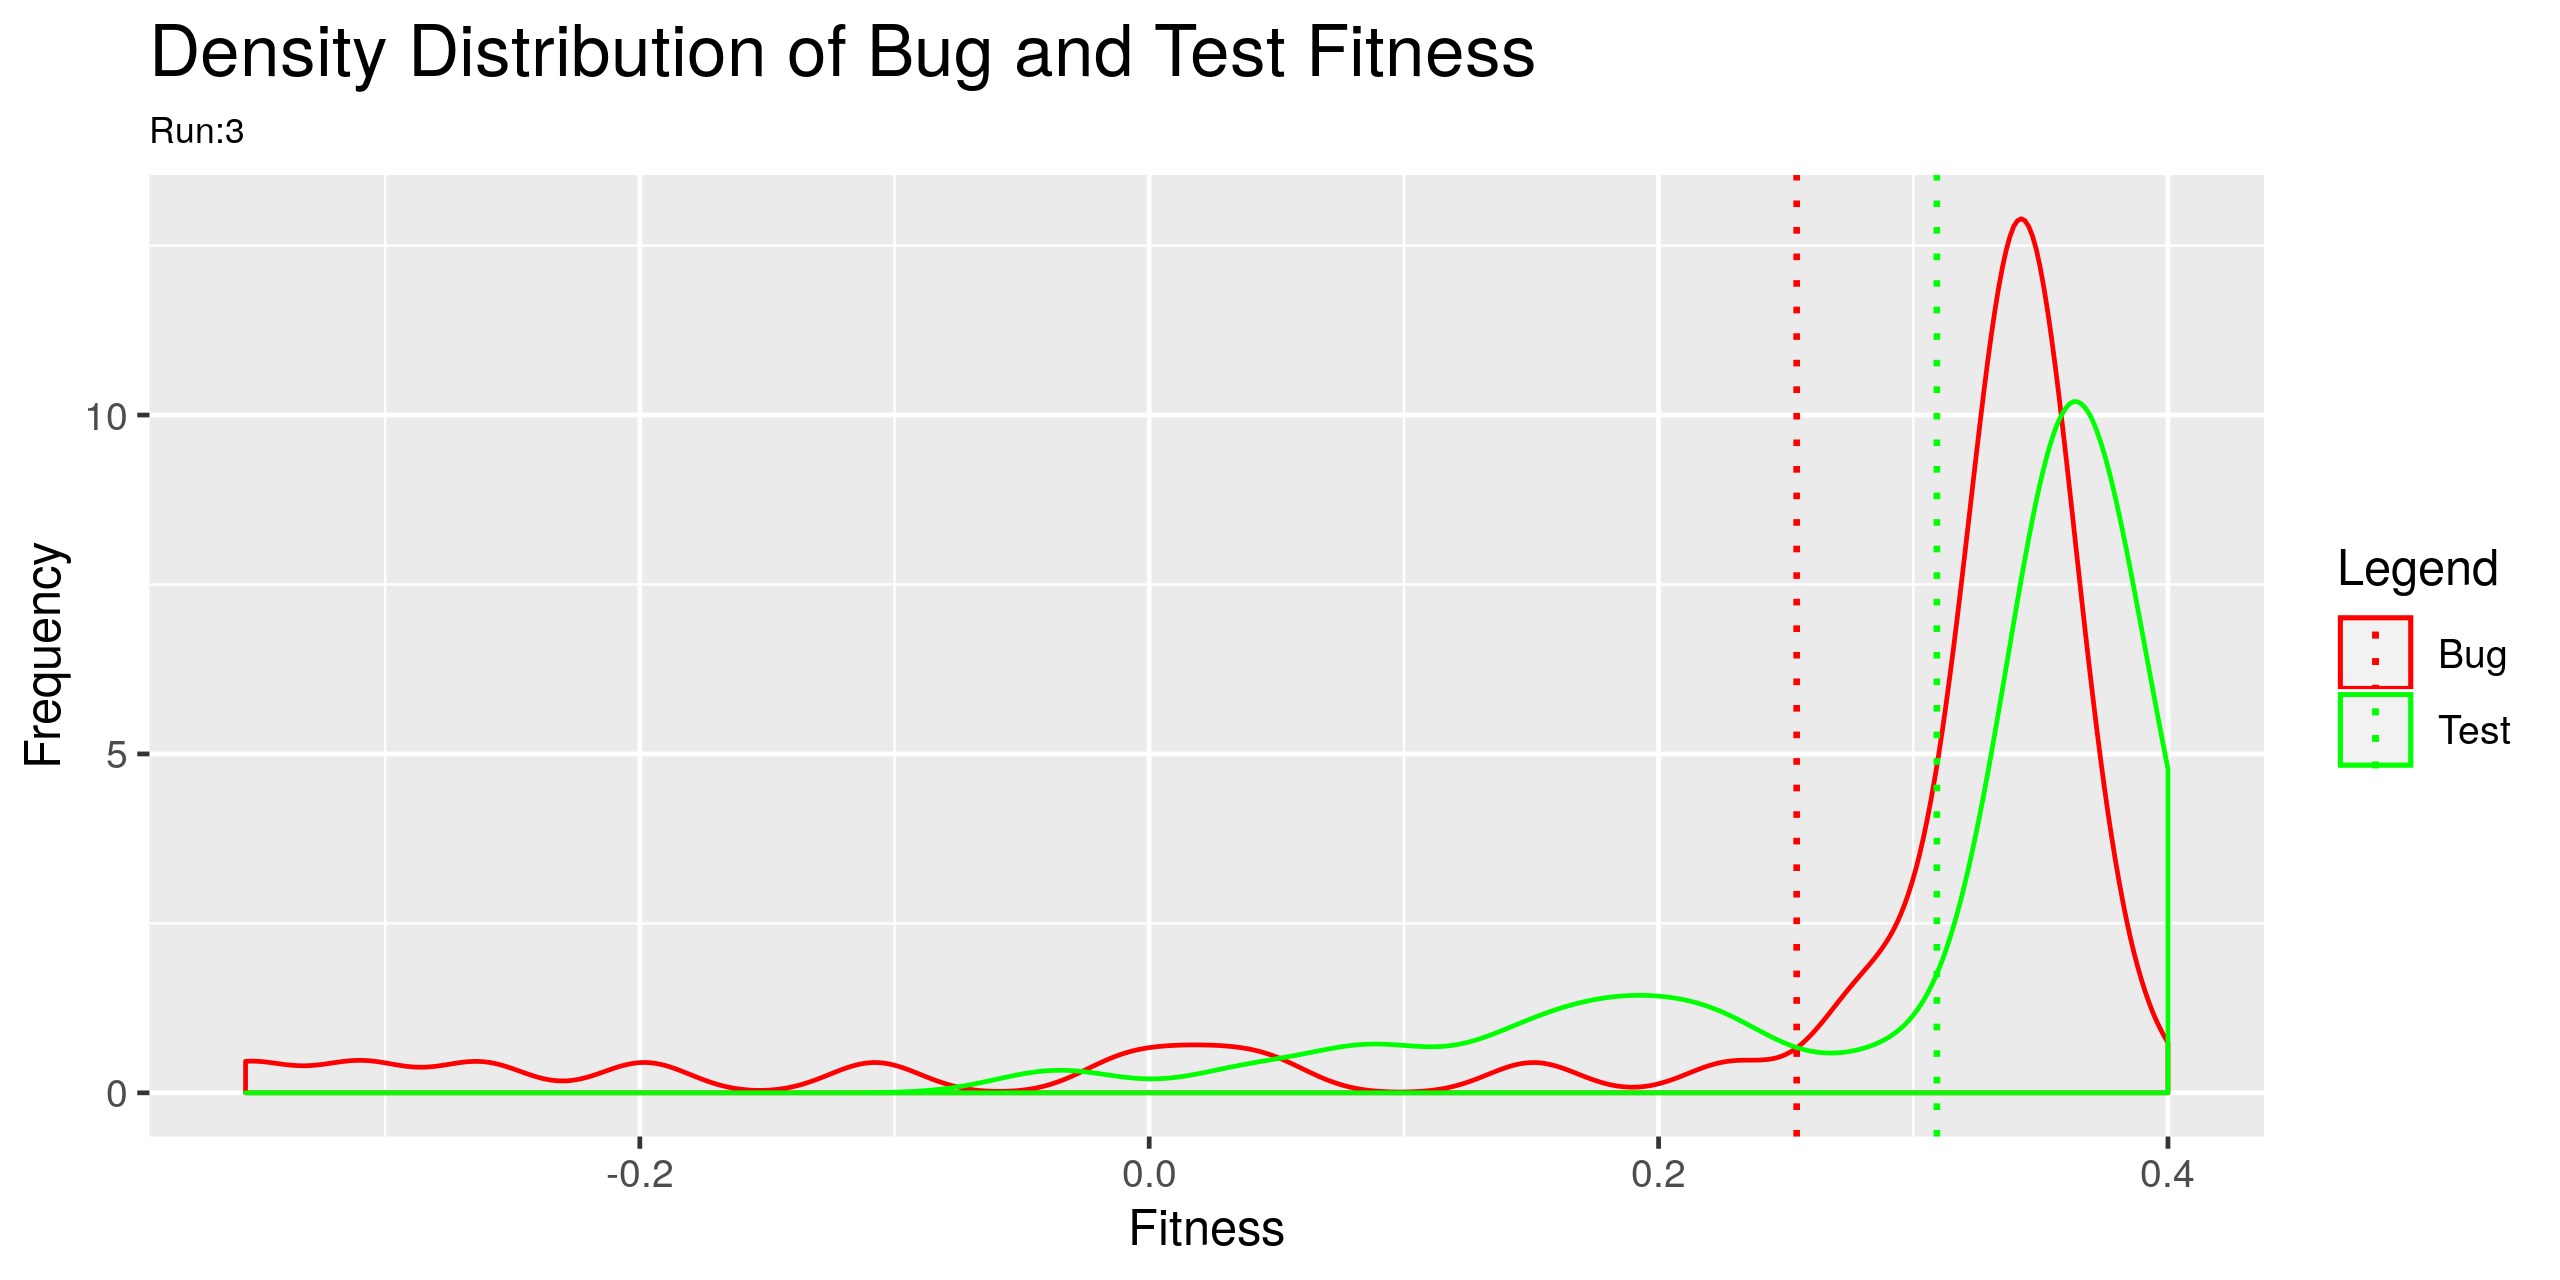 Density Distribution of Bug and Test Fitness
Run:3
Frequency
10
5
0
-0.2
0.0
0.2
0.4
Fitness
Legend
Bug
Test